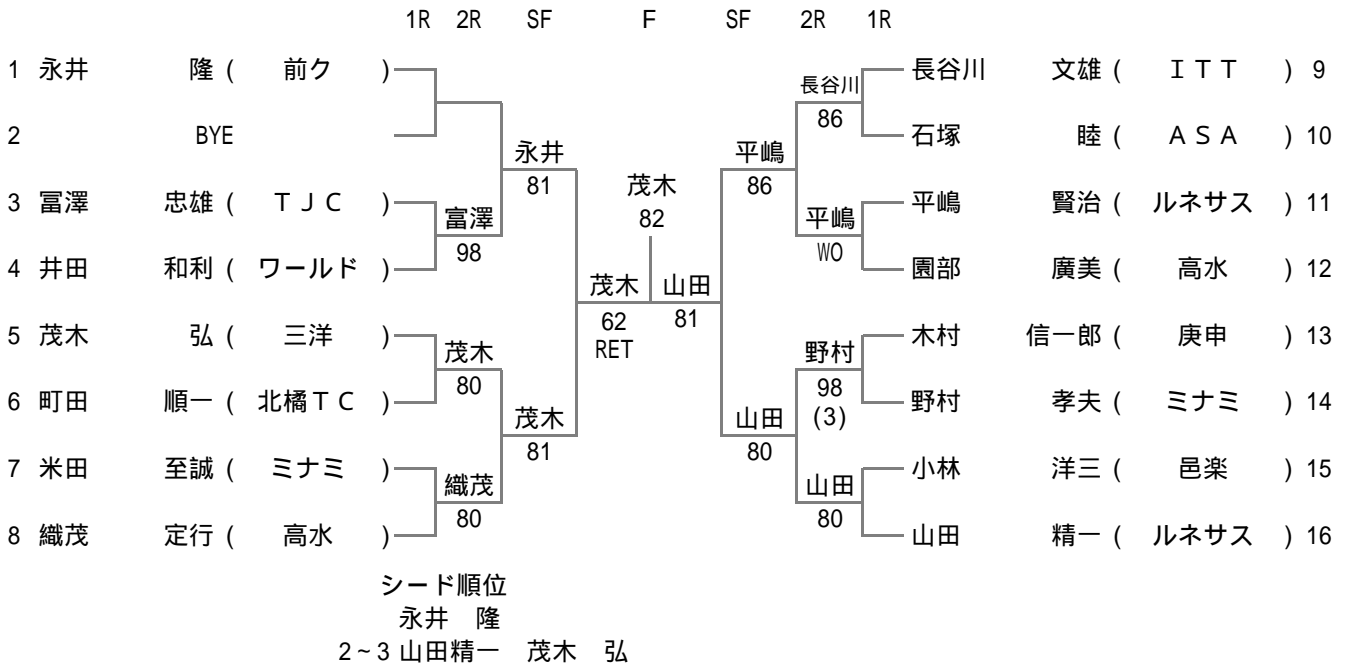 1R 2R SF F SF 2R 1R
1 永井 隆 ( 前ク ) 長谷川 文雄 ( ＩＴＴ ) 9
長谷川
86
2 BYE 石塚 睦 ( ＡＳＡ ) 10
永井 平嶋
81 茂木 86
3 冨澤 忠雄 ( ＴＪＣ ) 平嶋 賢治 ( ルネサス ) 11
富澤 82 平嶋
98 WO
4 井田 和利 ( ワールド ) 園部 廣美 ( 高水 ) 12
茂木 山田
62 81
5 茂木 弘 ( 三洋 ) 木村 信一郎 ( 庚申 ) 13
茂木 RET 野村
80 98
6 町田 順一 ( 北橘ＴＣ ) 野村 孝夫 ( ミナミ ) 14
茂木 山田 (3)
81 80
7 米田 至誠 ( ミナミ ) 小林 洋三 ( 邑楽 ) 15
織茂 山田
80 80
8 織茂 定行 ( 高水 ) 山田 精一 ( ルネサス ) 16
シード順位
永井 隆
2~3 山田精一 茂木 弘